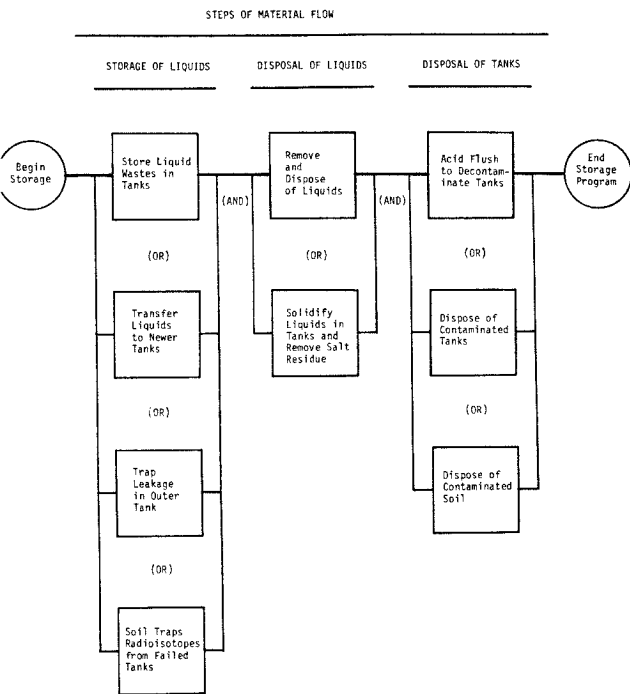 STEPS OF MATERIAL FLOW
STORAGE OF LIQUIDS
DISPOSAL OF LIQUIDS
DISPOSAL OF TANKS
Begin
Storage
Store Liquid
Wastes in
Tanks
(OR)
Transfer
Liquids
to Newer
Tanks
(OR)
Trap
Leakage
in Outer
Tank
(OR)
Soil Traps
Radioisotopes
from Failed
Tanks
(AND)
Remove
and
Dispose
of Liquids
(OR)
Solidify
Liquids in
Tanks and
Remove Salt
Residue
(AND)
Acid Flush
to Decontam-
inate Tanks
(OR)
Dispose of
Contaminated
Tanks
(OR)
Dispose of
Contaminated
Soil
End
Storage
Program